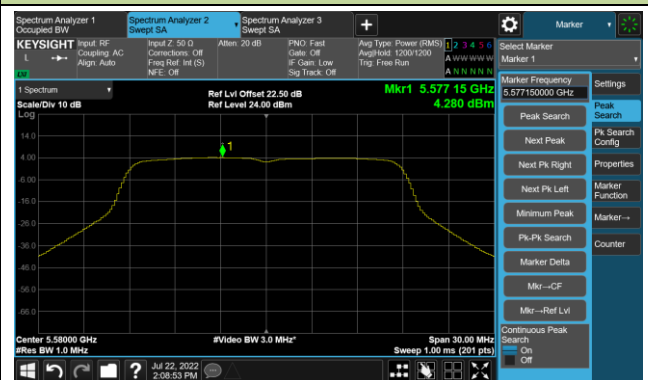 Spectrum Analyzer 1
Occupied BW
Spectrum Analyzer 2
Swept SA
Spectrum Analyzer 3
Swept SA
+
Marker
KEYSIGHT
L
LXI
Input: RF
Coupling: AC
Align: Auto
Input Z: 50 Ω
Corrections: Off
Freq Ref: Int (S)
NFE: Off
Atten: 20 dB
PNO: Fast
Gate: Off
IF Gain: Low
Sig Track: Off
Avg Type: Power (RMS)
Avg|Hold: 1200/1200
Trig: Free Run
1 2 3 4 5 6
A W W W W W
A N N N N N
Select Marker
Marker 1
1 Spectrum
Scale/Div 10 dB
Log
Ref Lvl Offset 22.50 dB
Ref Level 24.00 dBm
Mkr1 5.577 15 GHz
4.280 dBm
14.0
4.00
-6.00
-16.0
-26.0
-36.0
-46.0
-56.0
-66.0
1
Center 5.58000 GHz
#Res BW 1.0 MHz
#Video BW 3.0 MHz*
Span 30.00 MHz
Sweep 1.00 ms (201 pts)
Marker Frequency
5.577150000 GHz
Peak Search
Next Peak
Next Pk Right
Next Pk Left
Minimum Peak
Pk-Pk Search
Marker Delta
Mkr→CF
Mkr→Ref Lvl
Continuous Peak
Search
On
Off
Settings
Peak
Search
Pk Search
Config
Properties
Marker
Function
Marker→
Counter
?
Jul 22, 2022
2:08:53 PM